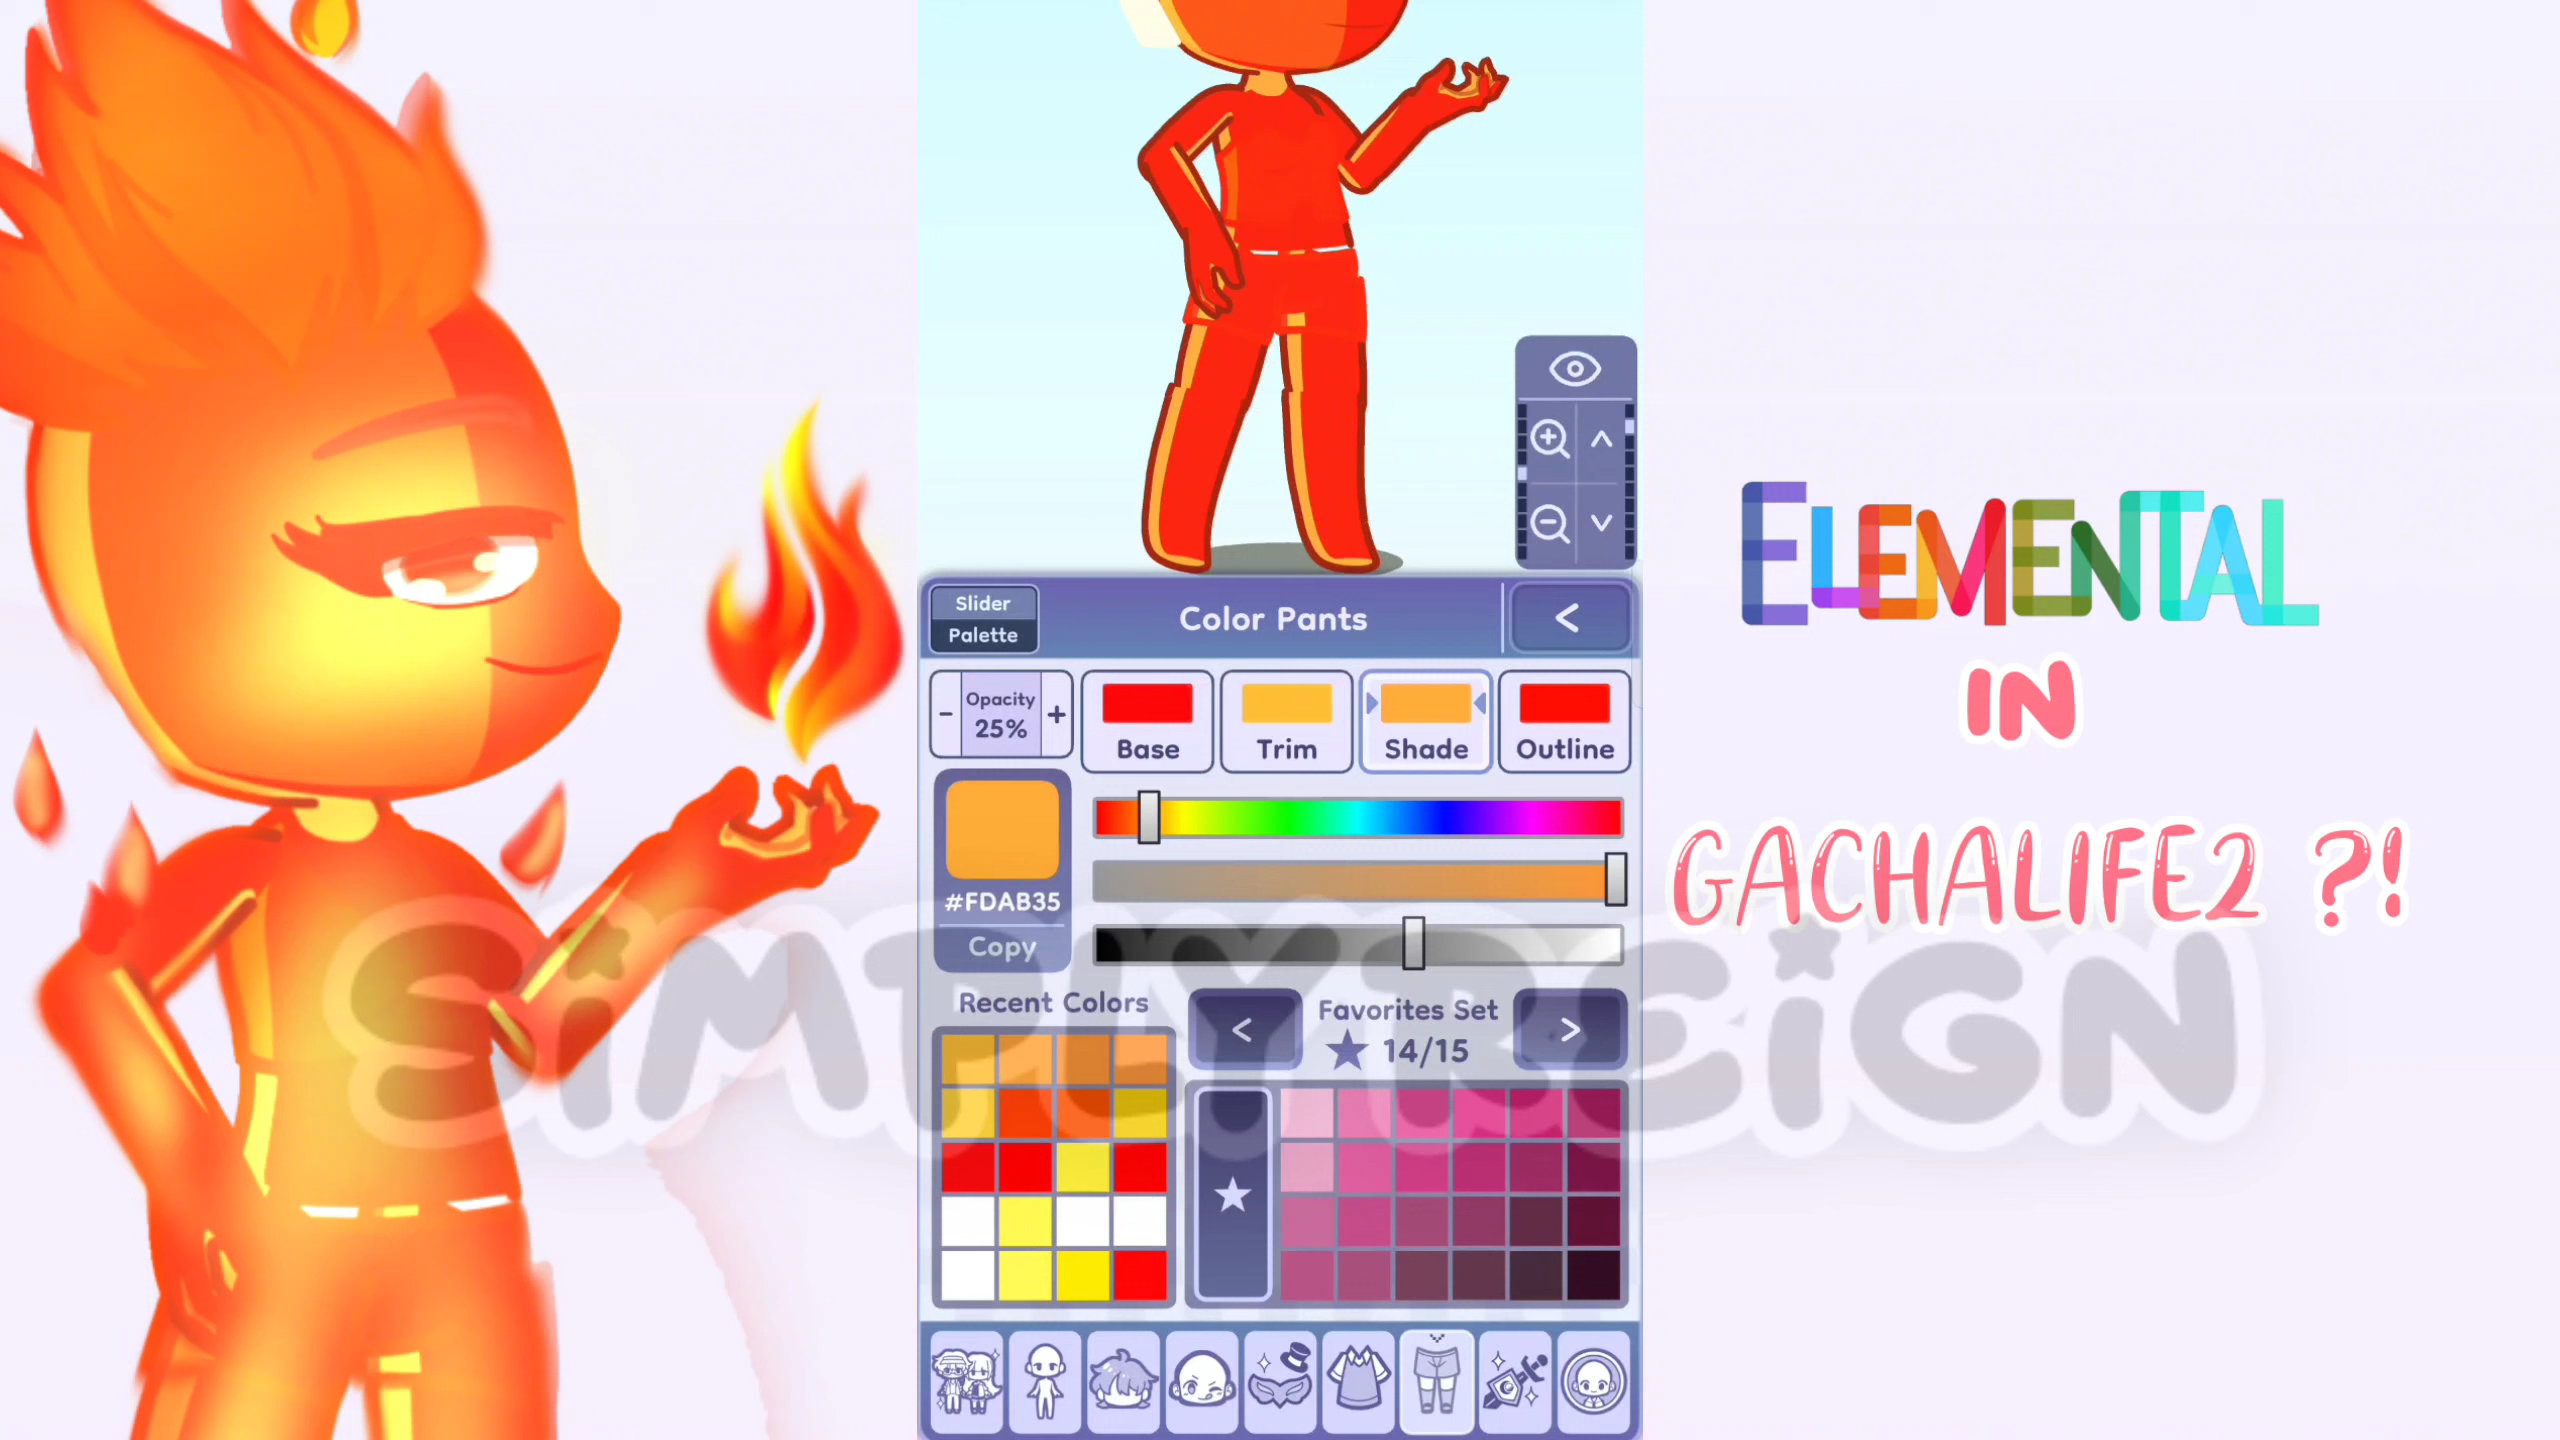 Slider
Palette
Color Pants
<
Opacity
25%
- +
Base
Trim
Shade
Outline
#FDAB35
Copy
Recent Colors
<
Favorites Set
14/15
>
ELEMENTAL
IN
GACHALIFE2 ?!
SiMPLYREiGN